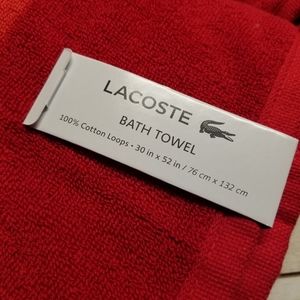 LACOSTE
BATH TOWEL
100% Cotton Loops • 30 in x 52 in / 76 cm x 132 cm